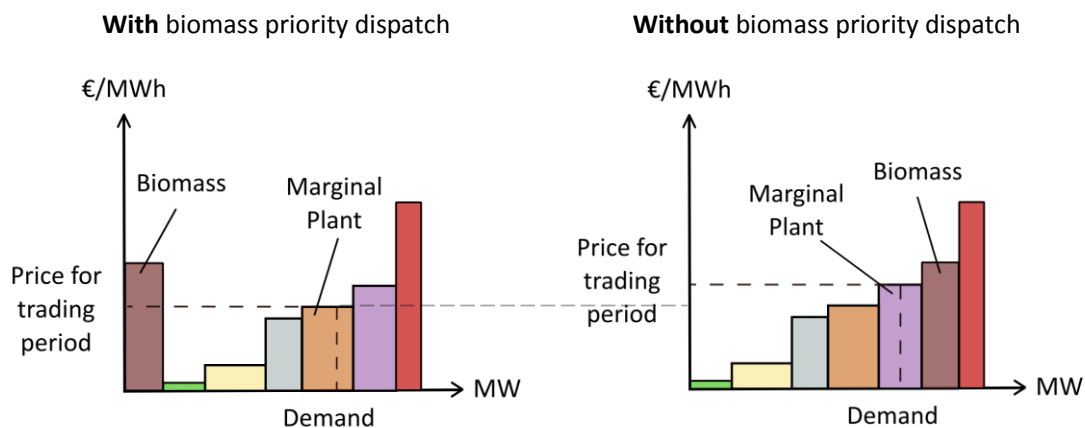 With biomass priority dispatch
€/MWh
Biomass
Marginal
Plant
Price for
trading
period
MW
Demand
Without biomass priority dispatch
€/MWh
Biomass
Marginal
Plant
Price for
trading
period
MW
Demand